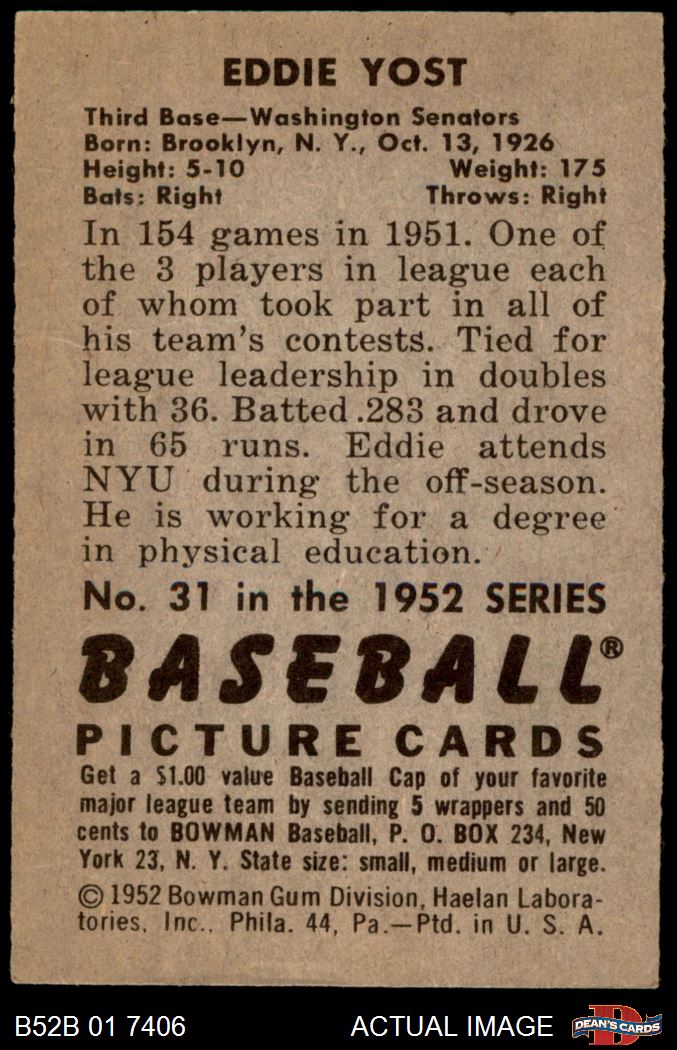 EDDIE YOST
Third Base—Washington Senators
Born: Brooklyn, N. Y., Oct. 13, 1926
Height: 5-10 Weight: 175
Bats: Right Throws: Right
In 154 games in 1951. One of
the 3 players in league each
of whom took part in all of
his team's contests. Tied for
league leadership in doubles
with 36. Batted .283 and drove
in 65 runs. Eddie attends
NYU during the off-season.
He is working for a degree
in physical education.
No. 31 in the 1952 SERIES
BASEBALL®
PICTURE CARDS
Get a $1.00 value Baseball Cap of your favorite
major league team by sending 5 wrappers and 50
cents to BOWMAN Baseball, P. O. BOX 234, New
York 23, N. Y. State size: small, medium or large.
© 1952 Bowman Gum Division, Haelan Labora-
tories, Inc., Phila. 44, Pa.—Ptd. in U. S. A.
B52B 01 7406 ACTUAL IMAGE
D
DEAN'S CARDS